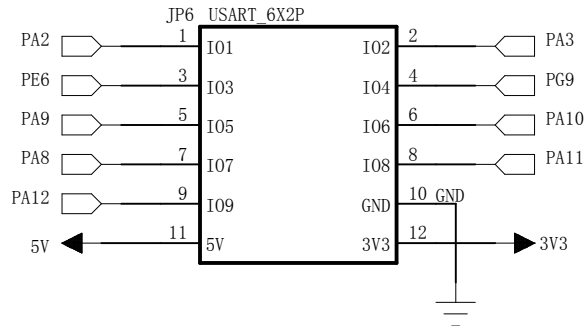 JP6 USART_6X2P
PA2 1 IO1 IO2 2 PA3
PE6 3 IO3 IO4 4 PG9
PA9 5 IO5 IO6 6 PA10
PA8 7 IO7 IO8 8 PA11
PA12 9 IO9 GND 10 GND
5V 11 5V 3V3 12 3V3